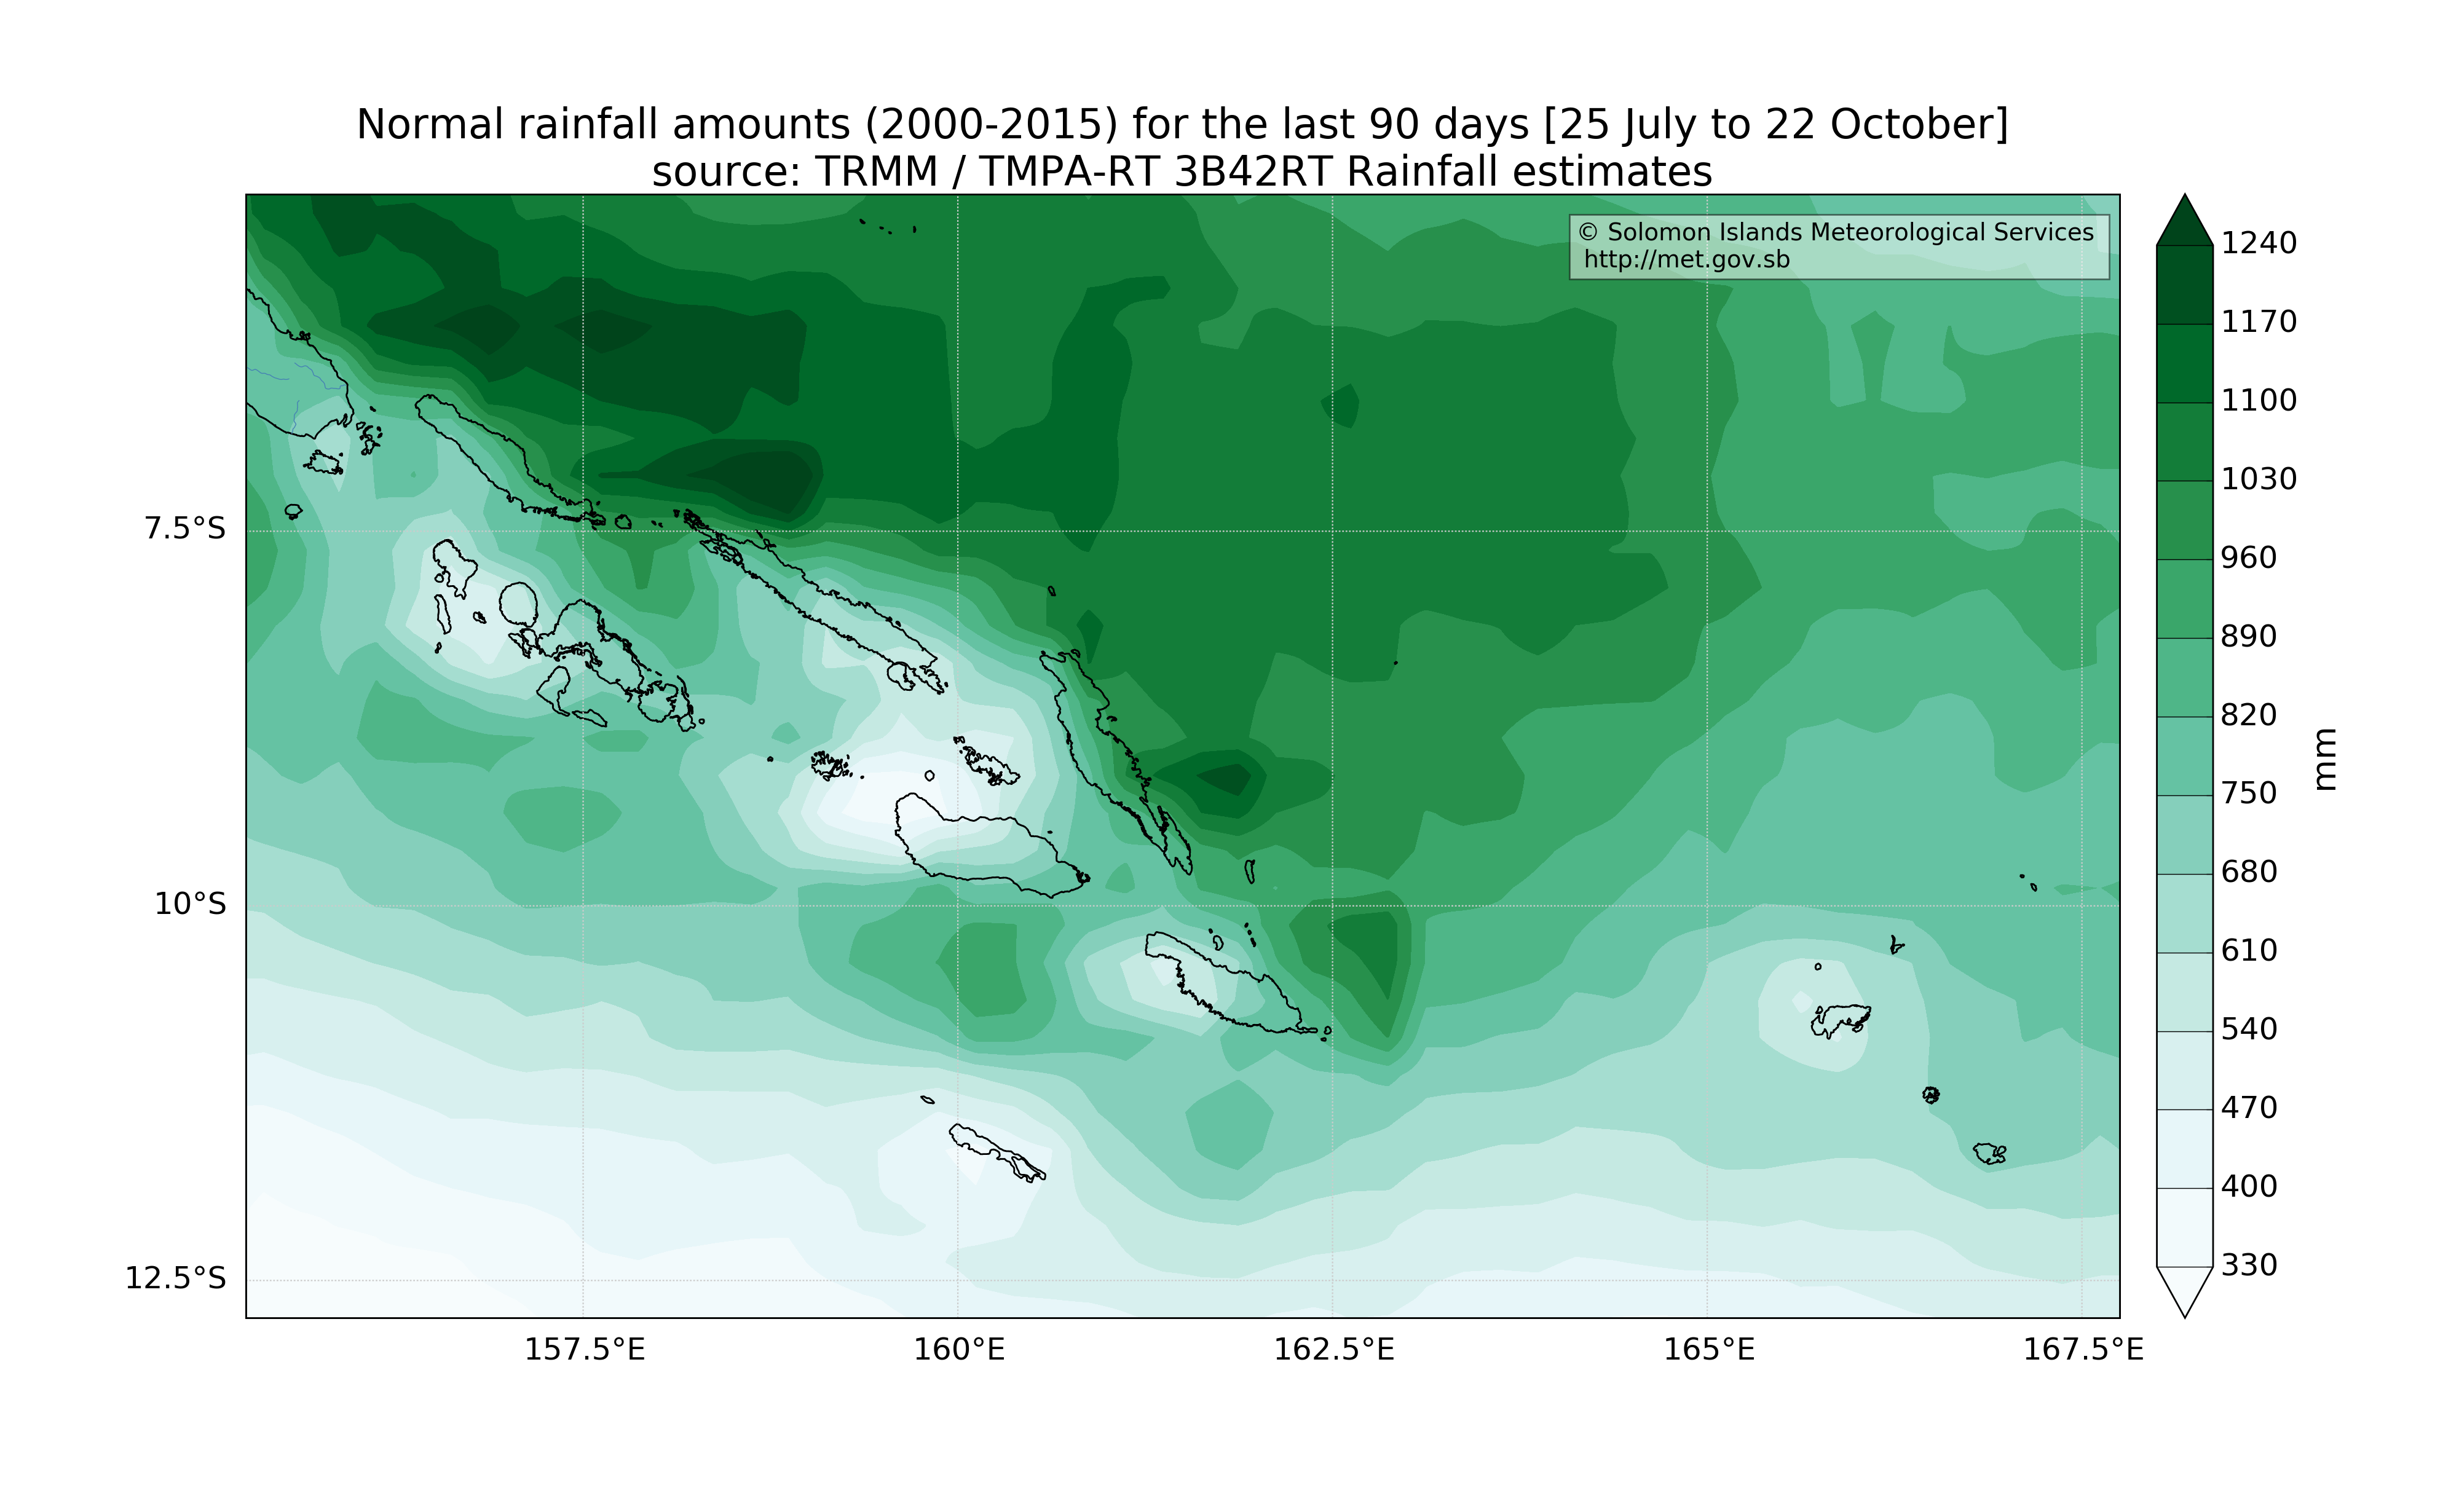 Normal rainfall amounts (2000-2015) for the last 90 days [25 July to 22 October]
source: TRMM / TMPA-RT 3B42RT Rainfall estimates
© Solomon Islands Meteorological Services
http://met.gov.sb
7.5°S
10°S
12.5°S
157.5°E
160°E
162.5°E
165°E
167.5°E
1240
1170
1100
1030
960
890
820
750
680
610
540
470
400
330
mm